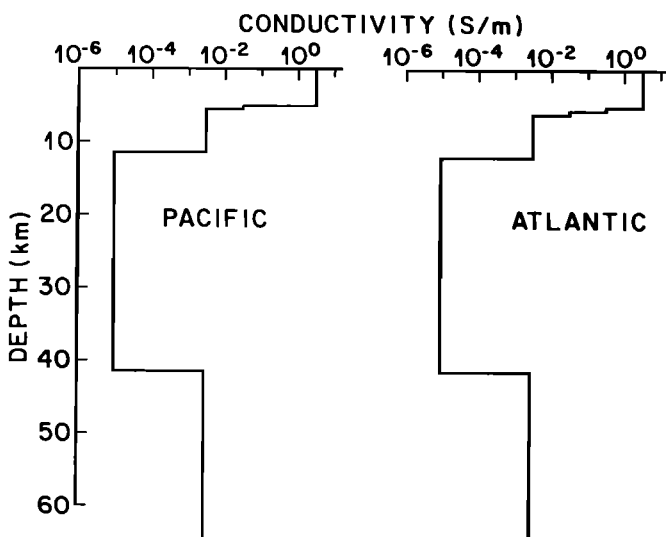 CONDUCTIVITY (S/m)
10⁻⁶ 10⁻⁴ 10⁻² 10⁰
10⁻⁶ 10⁻⁴ 10⁻² 10⁰
DEPTH (km)
10
20
30
40
50
60
PACIFIC
ATLANTIC